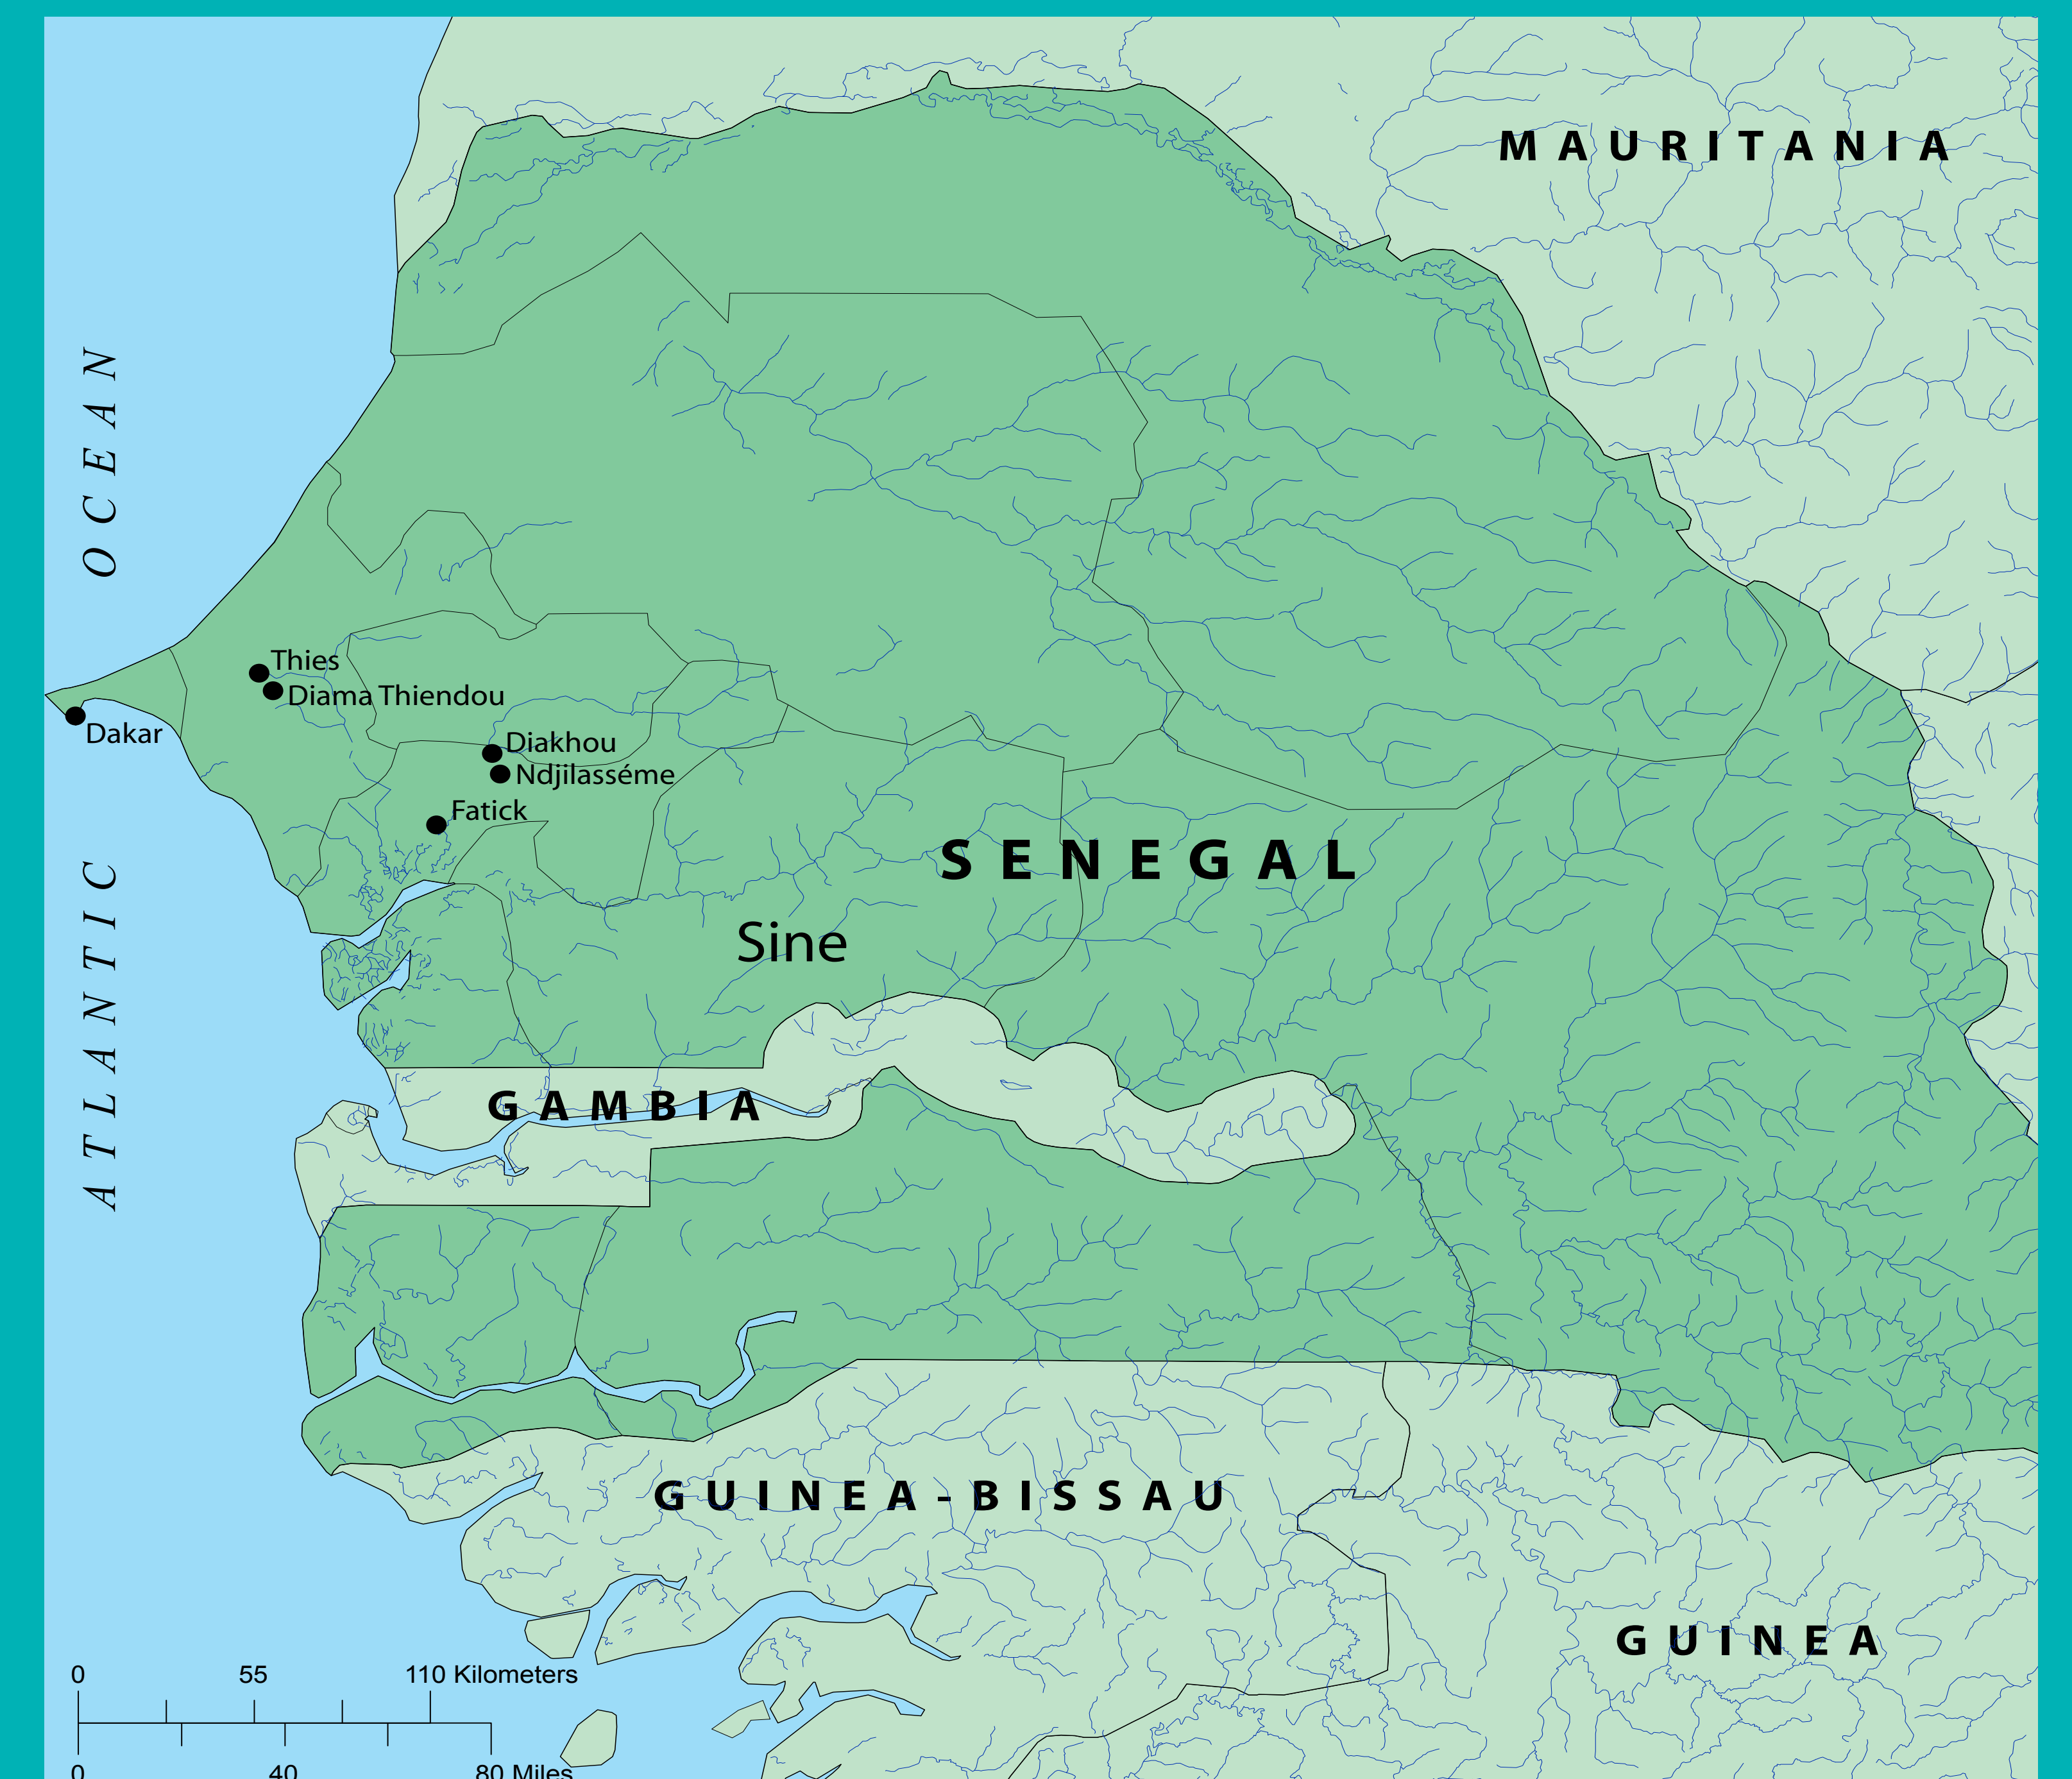 MAURITANIA
ATLANTIC OCEAN
Thies
Diama Thiendou
Dakar
Diakhou
Ndjilasséme
Fatick
SENEGAL
Sine
GAMBIA
GUINEA-BISSAU
GUINEA
0 55 110 Kilometers
0 40 80 Miles